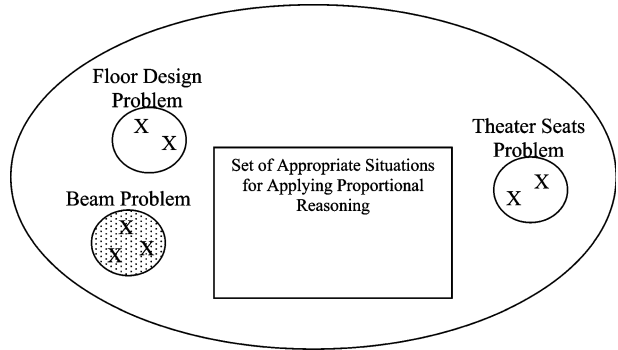 Floor Design
Problem
X
X
Theater Seats
Problem
X
X
Set of Appropriate Situations
for Applying Proportional
Reasoning
Beam Problem
X
X
X